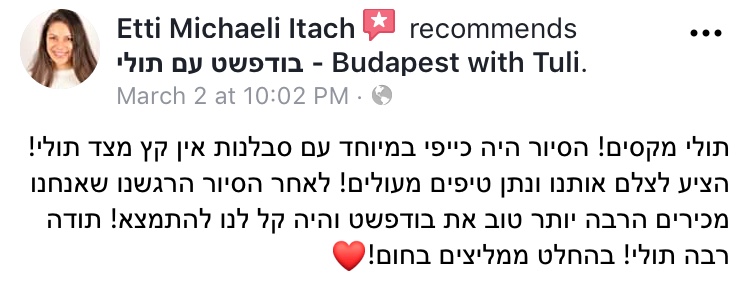 Etti Michaeli Itach recommends
בודפשט עם תולי - Budapest with Tuli.
March 2 at 10:02 PM ·
תולי מקסים! הסיור היה כייפי במיוחד עם סבלנות אין קץ מצד תולי!
הציע לצלם אותנו ונתן טיפים מעולים! לאחר הסיור הרגשנו שאנחנו
מכירים הרבה יותר טוב את בודפשט והיה קל לנו להתמצא! תודה
רבה תולי! בהחלט ממליצים בחום!❤️